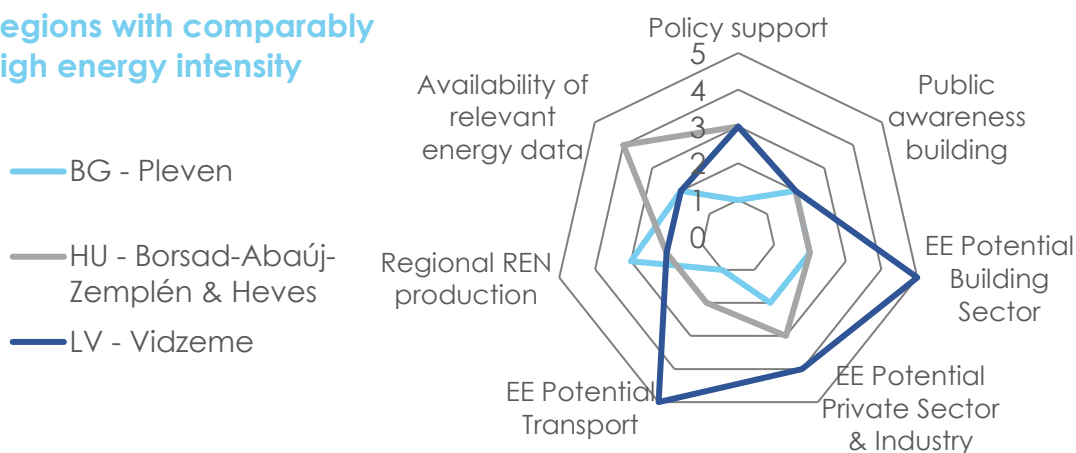 egions with comparably
igh energy intensity
BG - Pleven
HU - Borsad-Abaúj-
Zemplén & Heves
LV - Vidzeme
Policy support
Public
awareness
building
EE Potential
Building
Sector
EE Potential
Private Sector
& Industry
EE Potential
Transport
Regional REN
production
Availability of
relevant
energy data
5
4
3
2
1
0